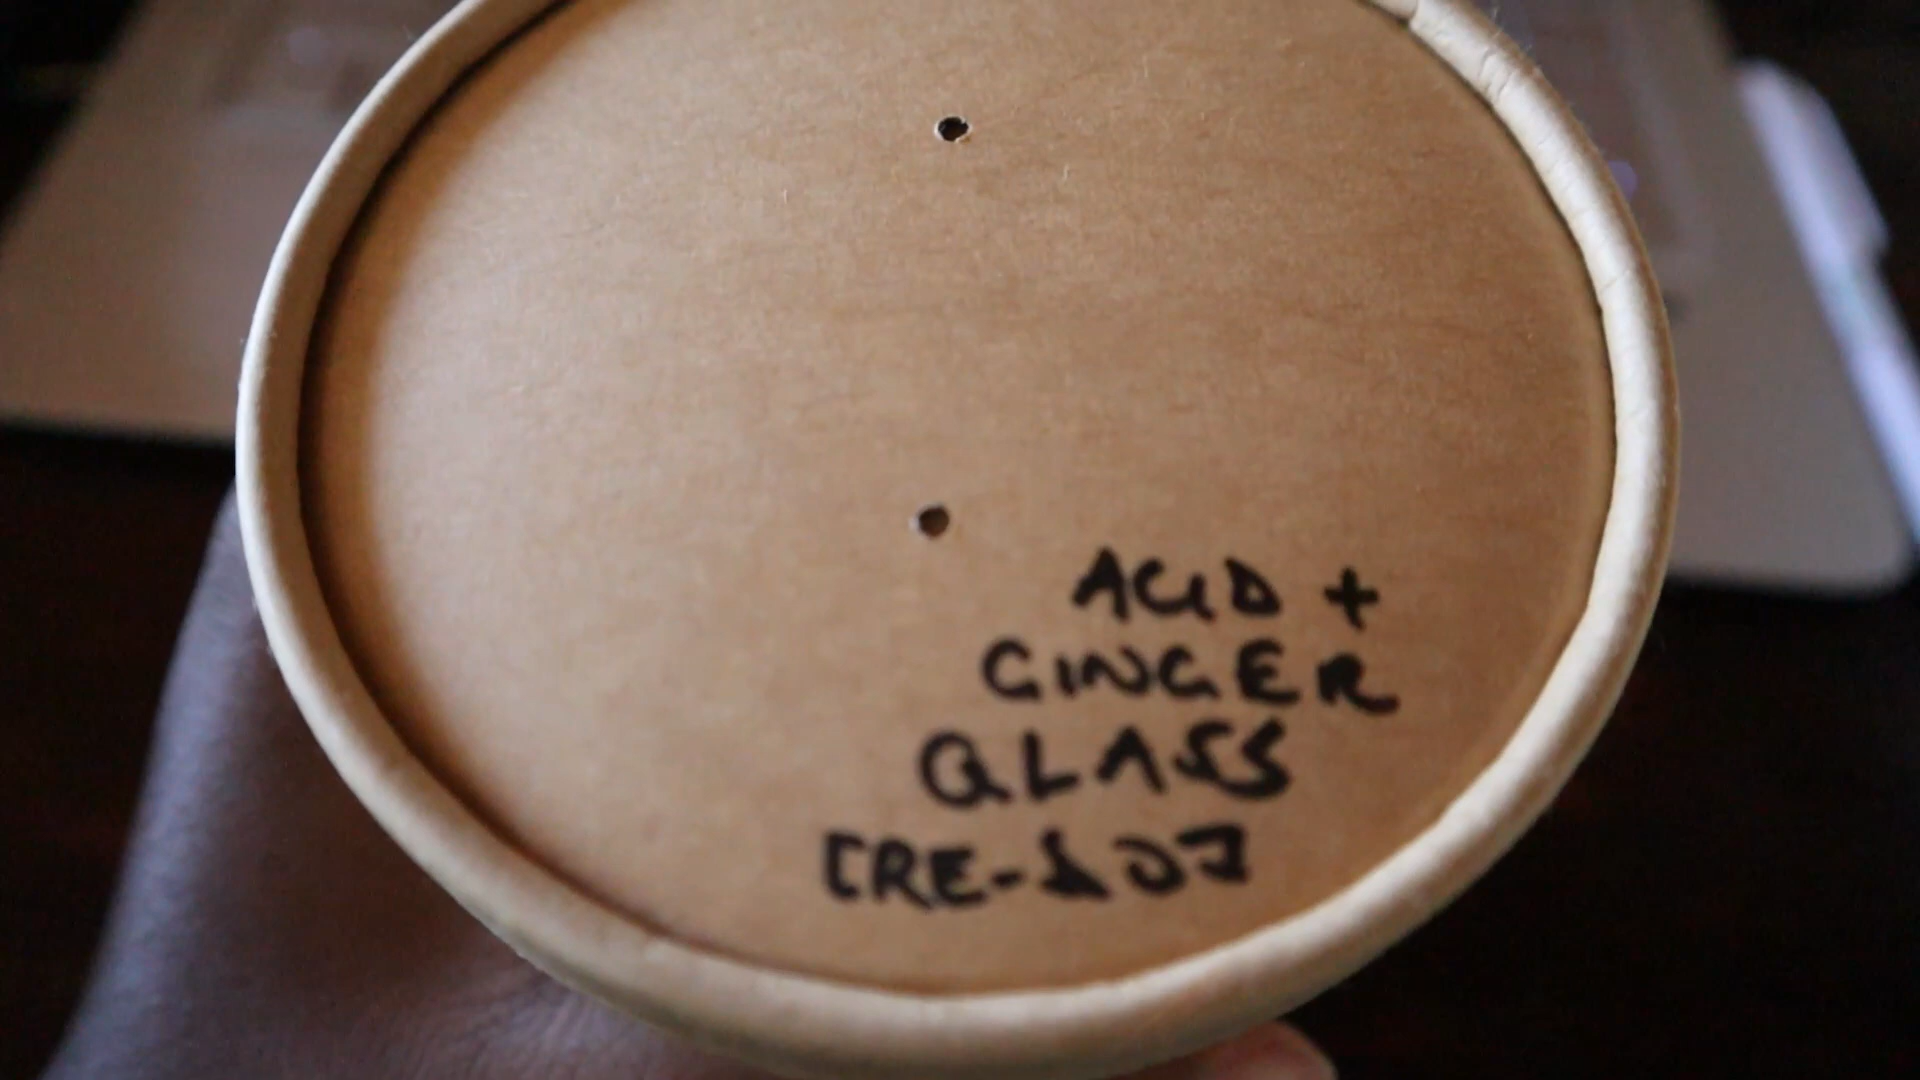 ACID +
GINGER
GLASS
[RE-